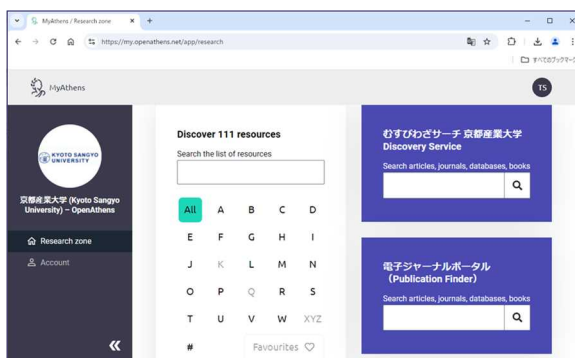 MyAthens / Research zone
https://my.openathens.net/app/research
すべてのブックマーク
MyAthens
TS
KYOTO SANGYO
UNIVERSITY
京都産業大学 (Kyoto Sangyo
University) – OpenAthens
Research zone
Account
Discover 111 resources
Search the list of resources
All A B C D
E F G H I
J K L M N
O P Q R S
T U V W XYZ
# Favourites
むすびわざサーチ 京都産業大学
Discovery Service
Search articles, journals, databases, books
電子ジャーナルポータル
（Publication Finder）
Search articles, journals, databases, books